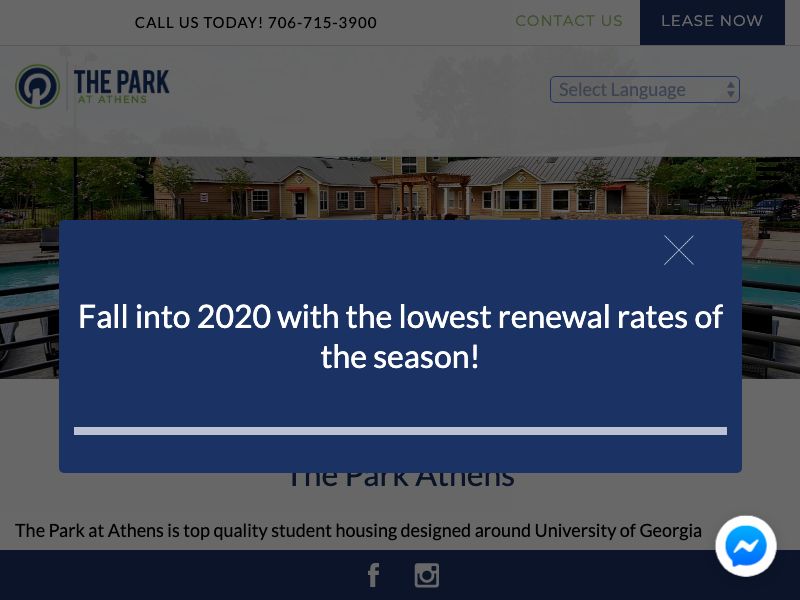 CALL US TODAY! 706-715-3900
CONTACT US
LEASE NOW
THE PARK
AT ATHENS
Select Language
Fall into 2020 with the lowest renewal rates of
the season!
The Park Athens
The Park at Athens is top quality student housing designed around University of Georgia